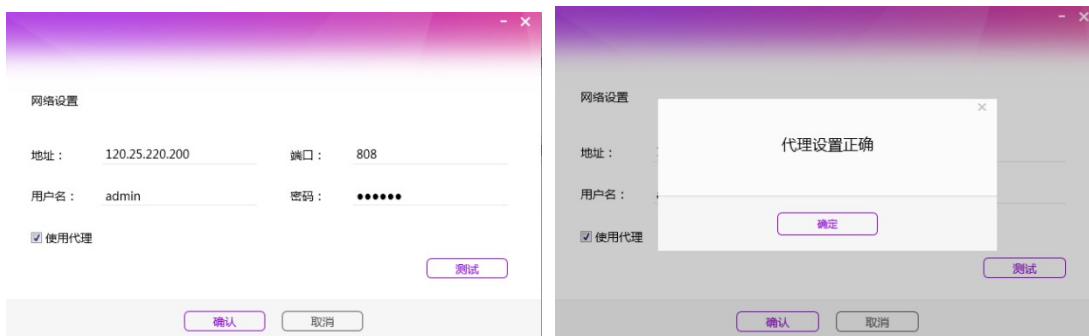 网络设置
地址： 120.25.220.200 端口： 808
用户名： admin 密码： ●●●●●●
使用代理
测试
确认 取消
网络设置
代理设置正确
地址：
用户名：
确定
使用代理
测试
确认 取消